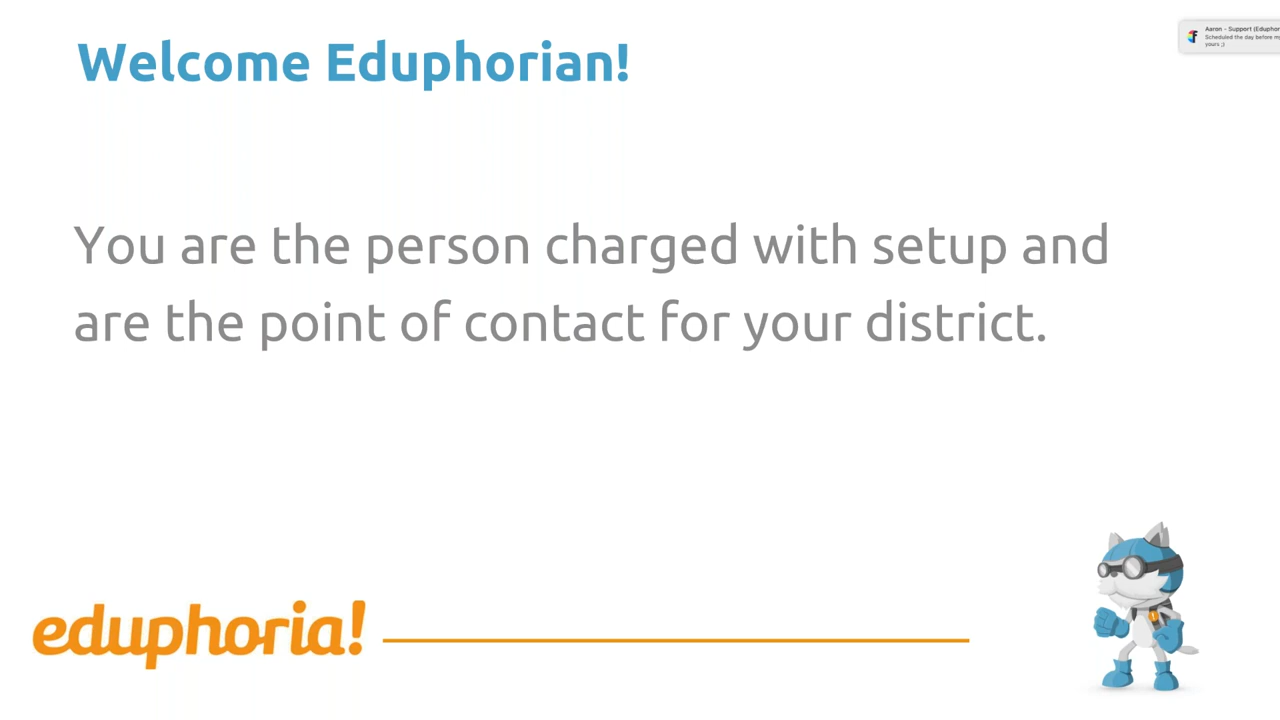 Welcome Eduphorian!
Aaron - Support (Eduphor
Scheduled the day before my
yours ;)
You are the person charged with setup and
are the point of contact for your district.
eduphoria!